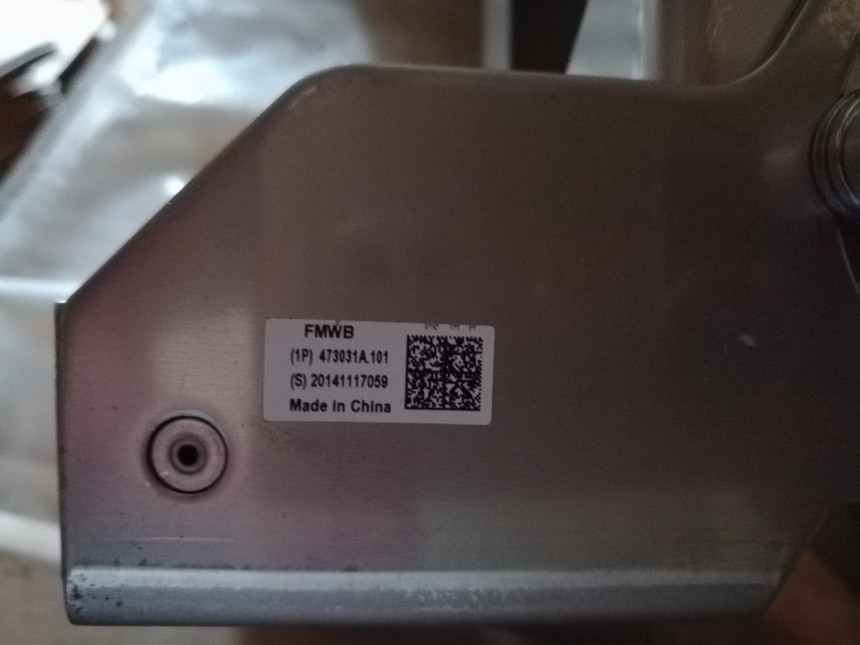 FMWB
(1P) 473031A.101
(S) 20141117059
Made in China